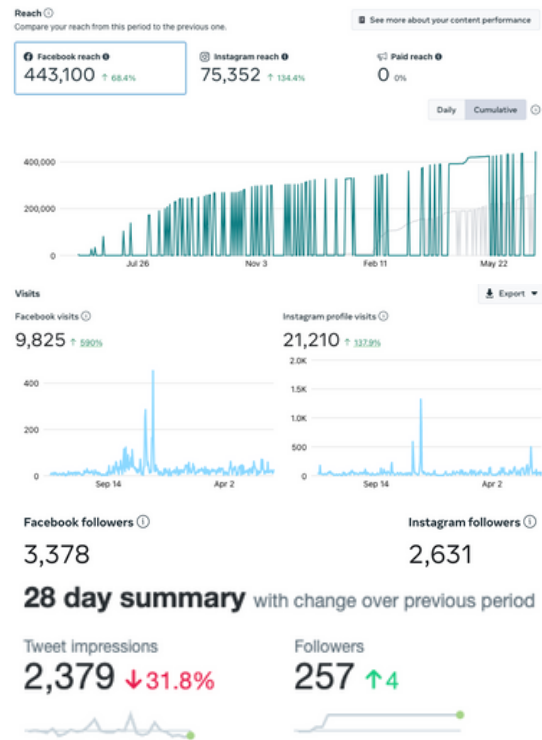 Reach
Compare your reach from this period to the previous one.
See more about your content performance
Facebook reach Instagram reach Paid reach
443,100 ↑ 68.4% 75,352 ↑ 134.4% 0 0%
Daily Cumulative
400,000
200,000
0
Jul 26 Nov 3 Feb 11 May 22
Visits Export
Facebook visits Instagram profile visits
9,825 ↑ 590% 21,210 ↑ 137.9%
2.0K
400 1.5K
1.0K
200
500
0 0
Sep 14 Apr 2 Sep 14 Apr 2
Facebook followers Instagram followers
3,378 2,631
28 day summary with change over previous period
Tweet impressions Followers
2,379 ↓31.8% 257 ↑4